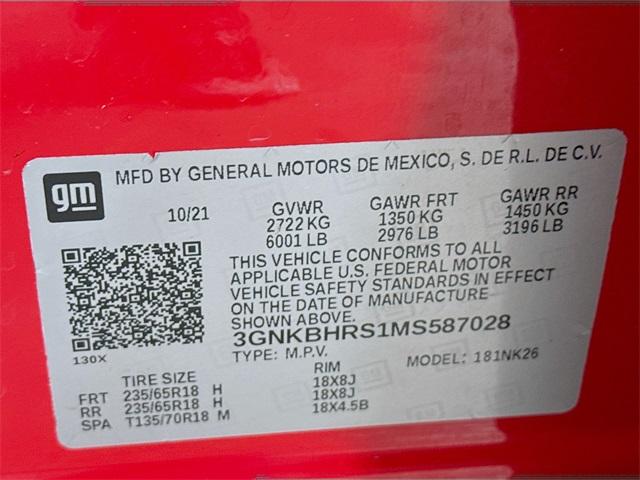 gm MFD BY GENERAL MOTORS DE MEXICO, S. DE R.L. DE C.V.
10/21 GVWR GAWR FRT GAWR RR
2722 KG 1350 KG 1450 KG
6001 LB 2976 LB 3196 LB
THIS VEHICLE CONFORMS TO ALL
APPLICABLE U.S. FEDERAL MOTOR
VEHICLE SAFETY STANDARDS IN EFFECT
ON THE DATE OF MANUFACTURE
SHOWN ABOVE.
3GNKBHRS1MS587028
130X
TYPE: M.P.V. MODEL: 181NK26
TIRE SIZE RIM
FRT 235/65R18 H 18X8J
RR 235/65R18 H 18X8J
SPA T135/70R18 M 18X4.5B